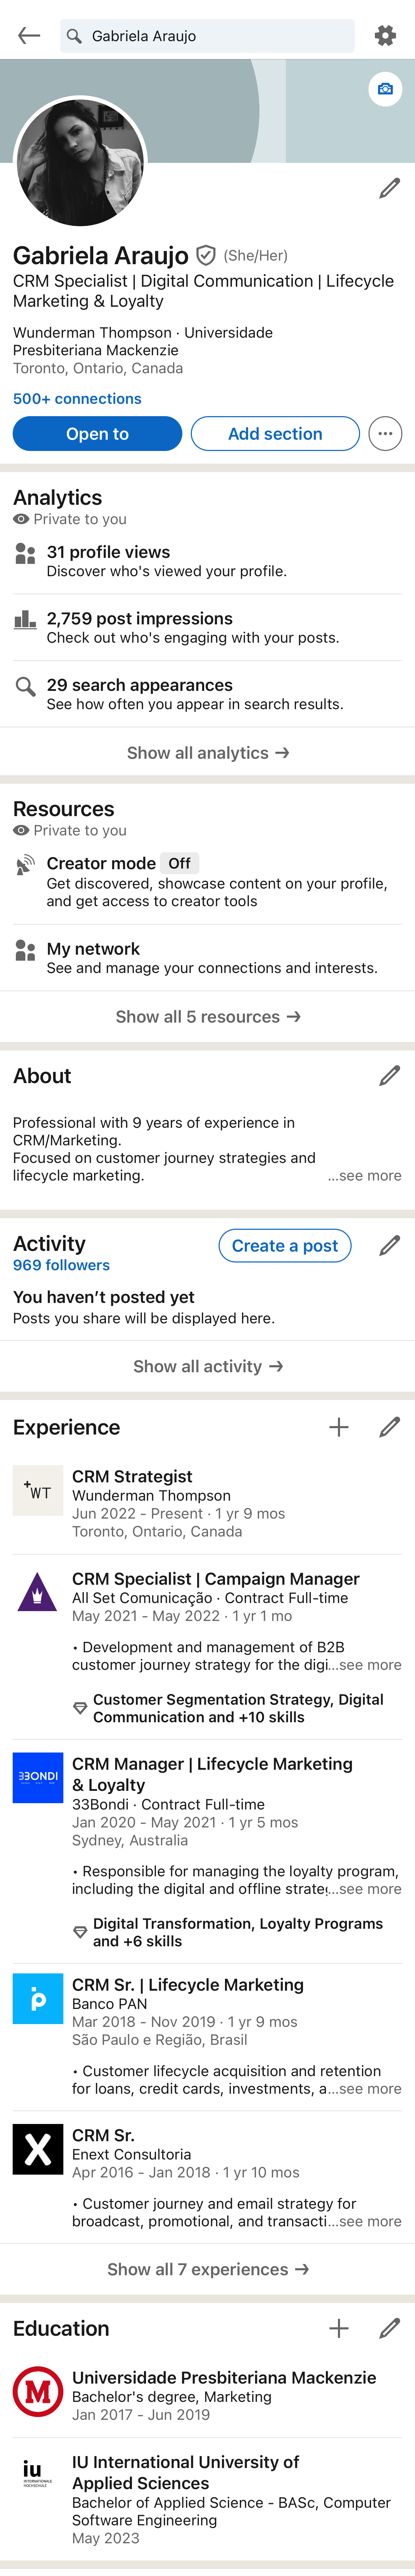 Gabriela Araujo
Gabriela Araujo (She/Her)
CRM Specialist | Digital Communication | Lifecycle
Marketing & Loyalty
Wunderman Thompson · Universidade
Presbiteriana Mackenzie
Toronto, Ontario, Canada
500+ connections
Open to
Add section
Analytics
Private to you
31 profile views
Discover who's viewed your profile.
2,759 post impressions
Check out who's engaging with your posts.
29 search appearances
See how often you appear in search results.
Show all analytics →
Resources
Private to you
Creator mode Off
Get discovered, showcase content on your profile,
and get access to creator tools
My network
See and manage your connections and interests.
Show all 5 resources →
About
Professional with 9 years of experience in
CRM/Marketing.
Focused on customer journey strategies and
lifecycle marketing. ...see more
Activity
Create a post
969 followers
You haven't posted yet
Posts you share will be displayed here.
Show all activity →
Experience
+WT
CRM Strategist
Wunderman Thompson
Jun 2022 - Present · 1 yr 9 mos
Toronto, Ontario, Canada
CRM Specialist | Campaign Manager
All Set Comunicação · Contract Full-time
May 2021 - May 2022 · 1 yr 1 mo
• Development and management of B2B
customer journey strategy for the digi...see more
Customer Segmentation Strategy, Digital
Communication and +10 skills
33BONDI
CRM Manager | Lifecycle Marketing
& Loyalty
33Bondi · Contract Full-time
Jan 2020 - May 2021 · 1 yr 5 mos
Sydney, Australia
• Responsible for managing the loyalty program,
including the digital and offline strate...see more
Digital Transformation, Loyalty Programs
and +6 skills
CRM Sr. | Lifecycle Marketing
Banco PAN
Mar 2018 - Nov 2019 · 1 yr 9 mos
São Paulo e Região, Brasil
• Customer lifecycle acquisition and retention
for loans, credit cards, investments, a...see more
X
CRM Sr.
Enext Consultoria
Apr 2016 - Jan 2018 · 1 yr 10 mos
• Customer journey and email strategy for
broadcast, promotional, and transacti...see more
Show all 7 experiences →
Education
M
Universidade Presbiteriana Mackenzie
Bachelor's degree, Marketing
Jan 2017 - Jun 2019
iu
INTERNATIONALE
HOCHSCHULE
IU International University of
Applied Sciences
Bachelor of Applied Science - BASc, Computer
Software Engineering
May 2023